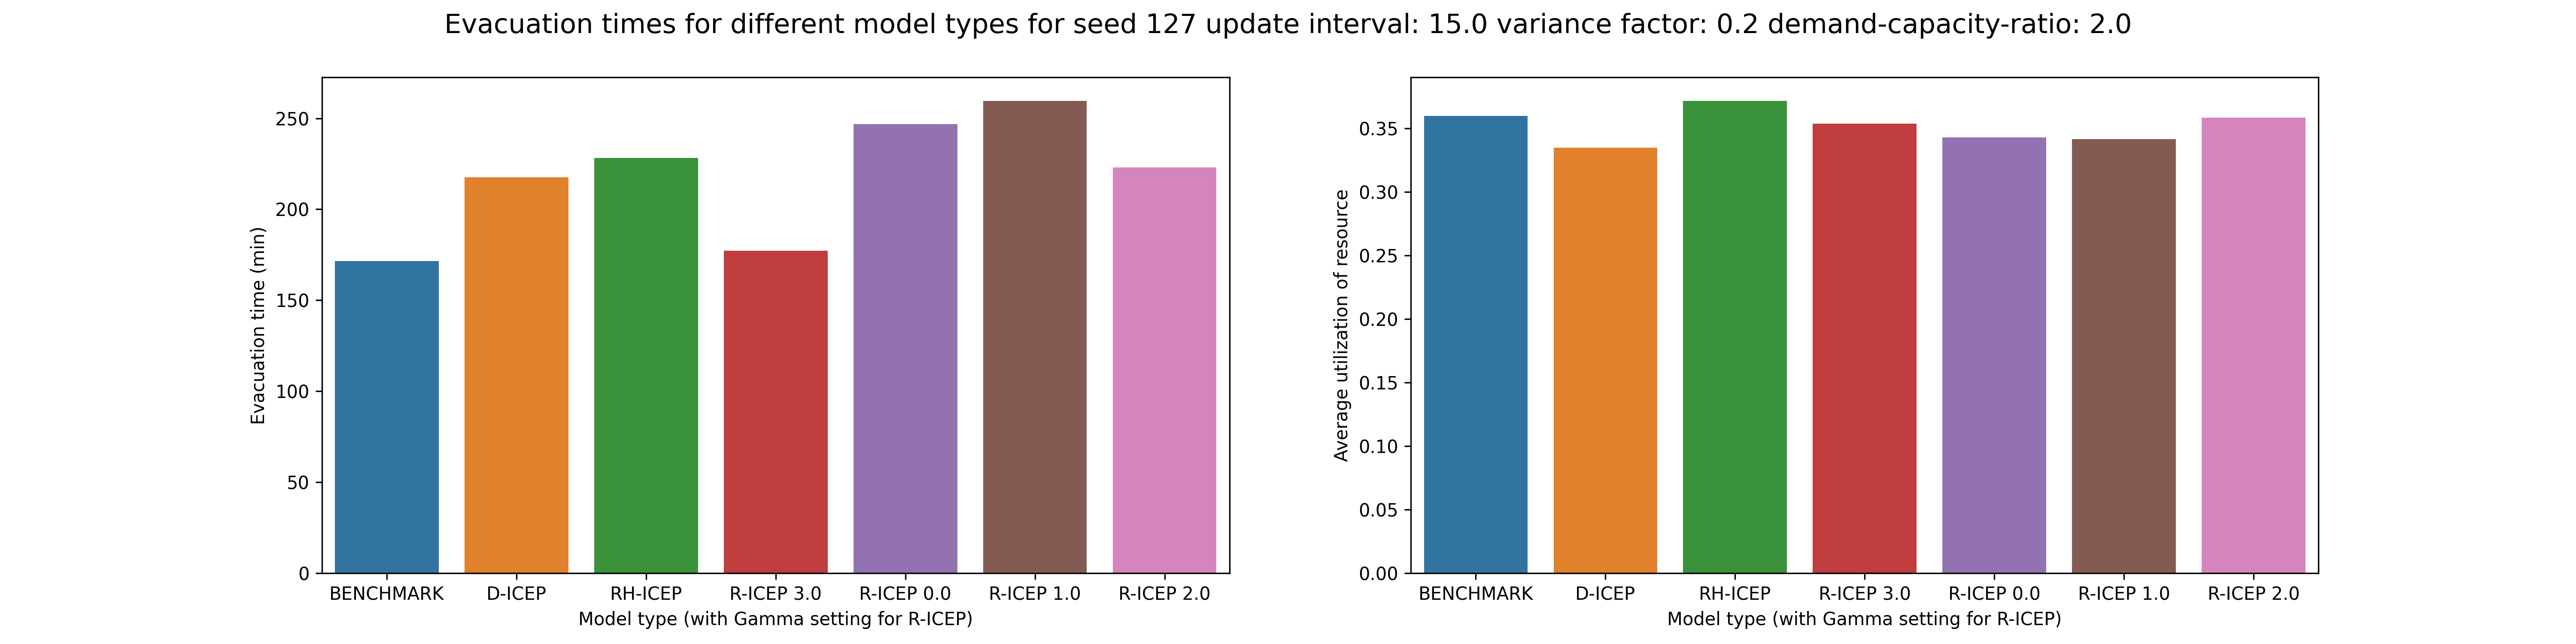 Evacuation times for different model types for seed 127 update interval: 15.0 variance factor: 0.2 demand-capacity-ratio: 2.0
Evacuation time (min)
250
200
150
100
50
0
BENCHMARK D-ICEP RH-ICEP R-ICEP 3.0 R-ICEP 0.0 R-ICEP 1.0 R-ICEP 2.0
Model type (with Gamma setting for R-ICEP)
Average utilization of resource
0.35
0.30
0.25
0.20
0.15
0.10
0.05
0.00
BENCHMARK D-ICEP RH-ICEP R-ICEP 3.0 R-ICEP 0.0 R-ICEP 1.0 R-ICEP 2.0
Model type (with Gamma setting for R-ICEP)